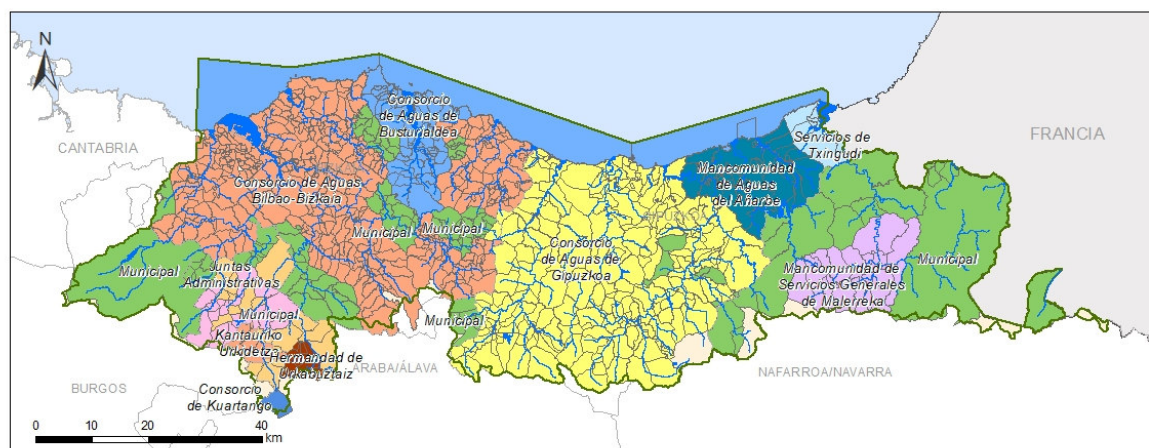 N
CANTABRIA
FRANCIA
Consorcio
de Aguas de
Busturialdea
Servicios de
Txingudi
Mancomunidad
de Aguas
del Añarbe
Consorcio de Aguas
Bilbao-Bizkaia
Municipal
Municipal
GIPUZKOA
Consorcio
de Aguas de
Gipuzkoa
Municipal
Juntas
Administrativas
Mancomunidad de
Servicios Generales
de Malerreka
Municipal
Municipal
Kantauriko
Urkidetza
Municipal
Hermandad de
Urkabuztaiz
ARABA/ÁLAVA
NAFARROA/NAVARRA
BURGOS
Consorcio
de Kuartango
0 10 20 40
km